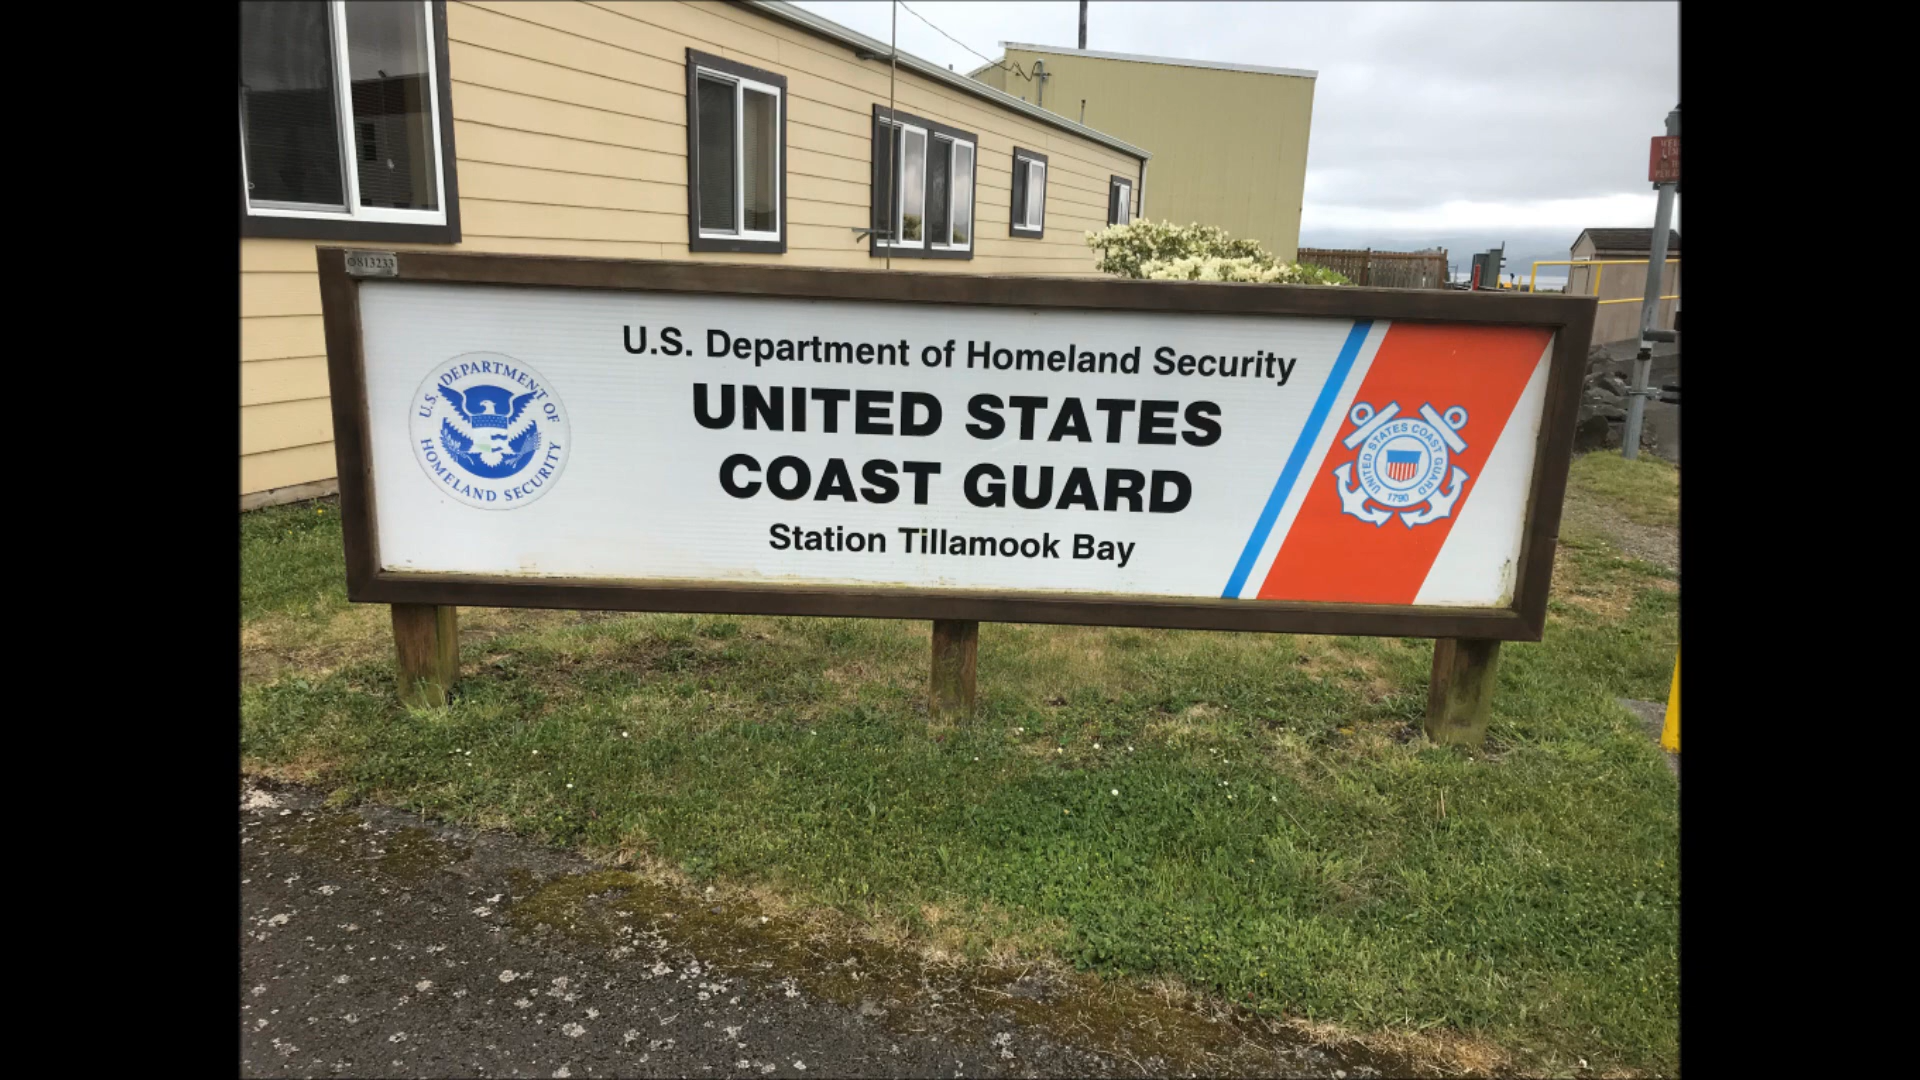 O813233
U.S. Department of Homeland Security
UNITED STATES
COAST GUARD
Station Tillamook Bay
U.S. DEPARTMENT OF
HOMELAND SECURITY
UNITED STATES COAST GUARD
1790